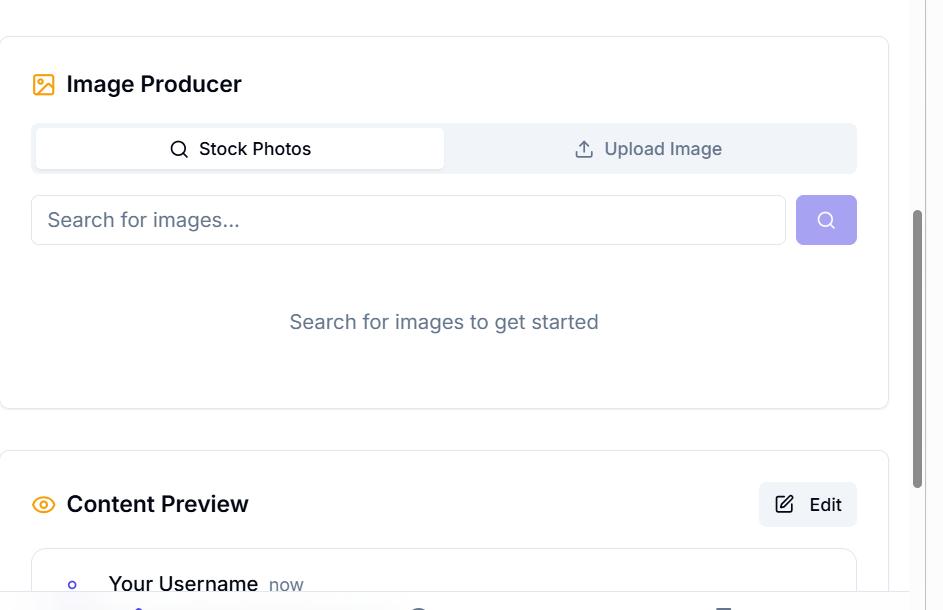 Image Producer
Stock Photos
Upload Image
Search for images...
Search for images to get started
Content Preview
Edit
Your Username now